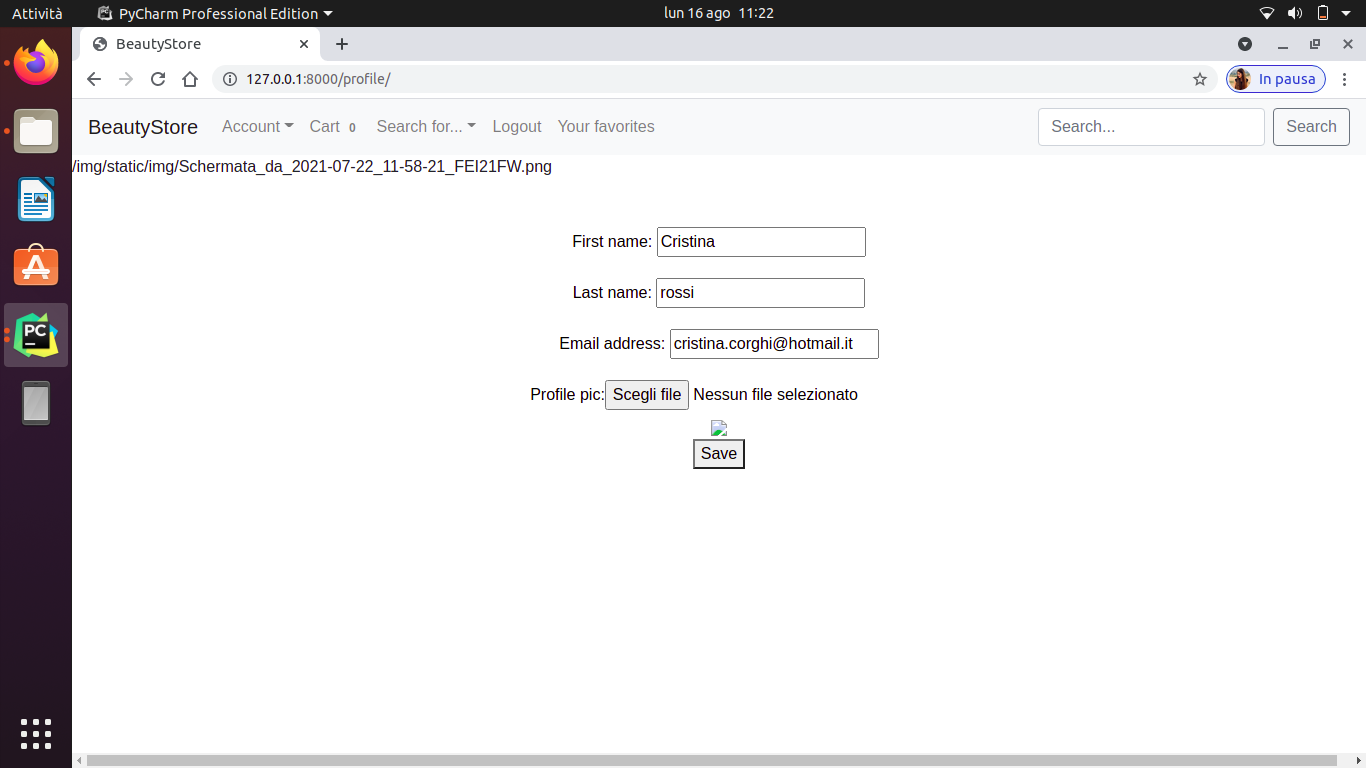 Attività PyCharm Professional Edition lun 16 ago 11:22
BeautyStore
127.0.0.1:8000/profile/ In pausa
BeautyStore Account Cart 0 Search for... Logout Your favorites Search... Search
/img/static/img/Schermata_da_2021-07-22_11-58-21_FEI21FW.png
First name: Cristina
Last name: rossi
Email address: cristina.corghi@hotmail.it
Profile pic: Scegli file Nessun file selezionato
Save
PC